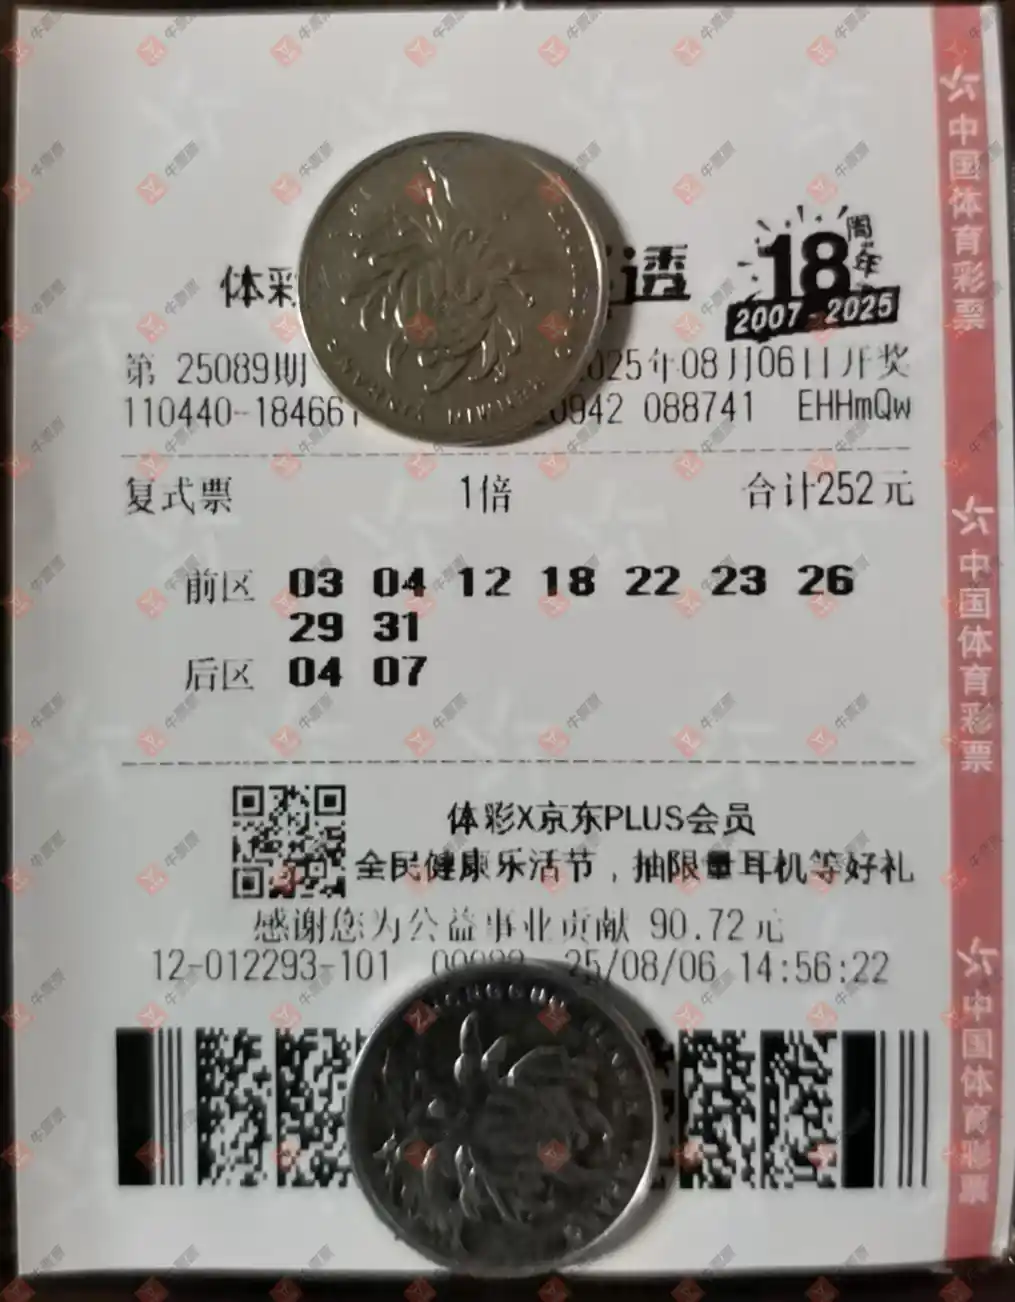 体彩 透 18周年
2007-2025
第 25089期 2025年08月06日开奖
110440-18466 0942 088741 EHHmQw
复式票 1倍 合计252元
前区 03 04 12 18 22 23 26
29 31
后区 04 07
体彩X京东PLUS会员
全民健康乐活节，抽限量耳机等好礼
感谢您为公益事业贡献 90.72元
12-012293-101 25/08/06 14:56:22
中国体育彩票
中国体育彩票
中国体育彩票